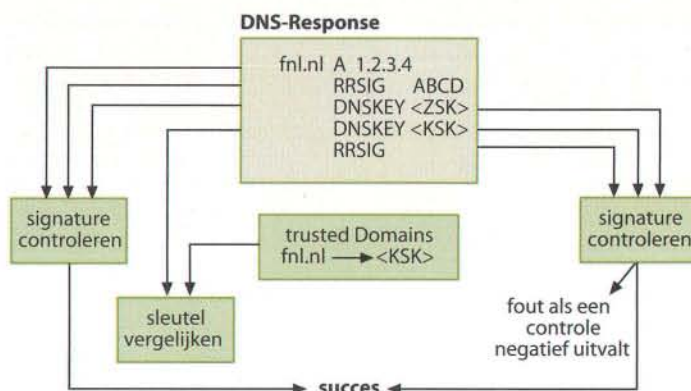 DNS-Response
fnl.nl A 1.2.3.4
RRSIG ABCD
DNSKEY <ZSK>
DNSKEY <KSK>
RRSIG
signature
controleren
trusted Domains
fnl.nl <KSK>
signature
controleren
sleutel
vergelijken
fout als een
controle
negatief uitvalt
succes